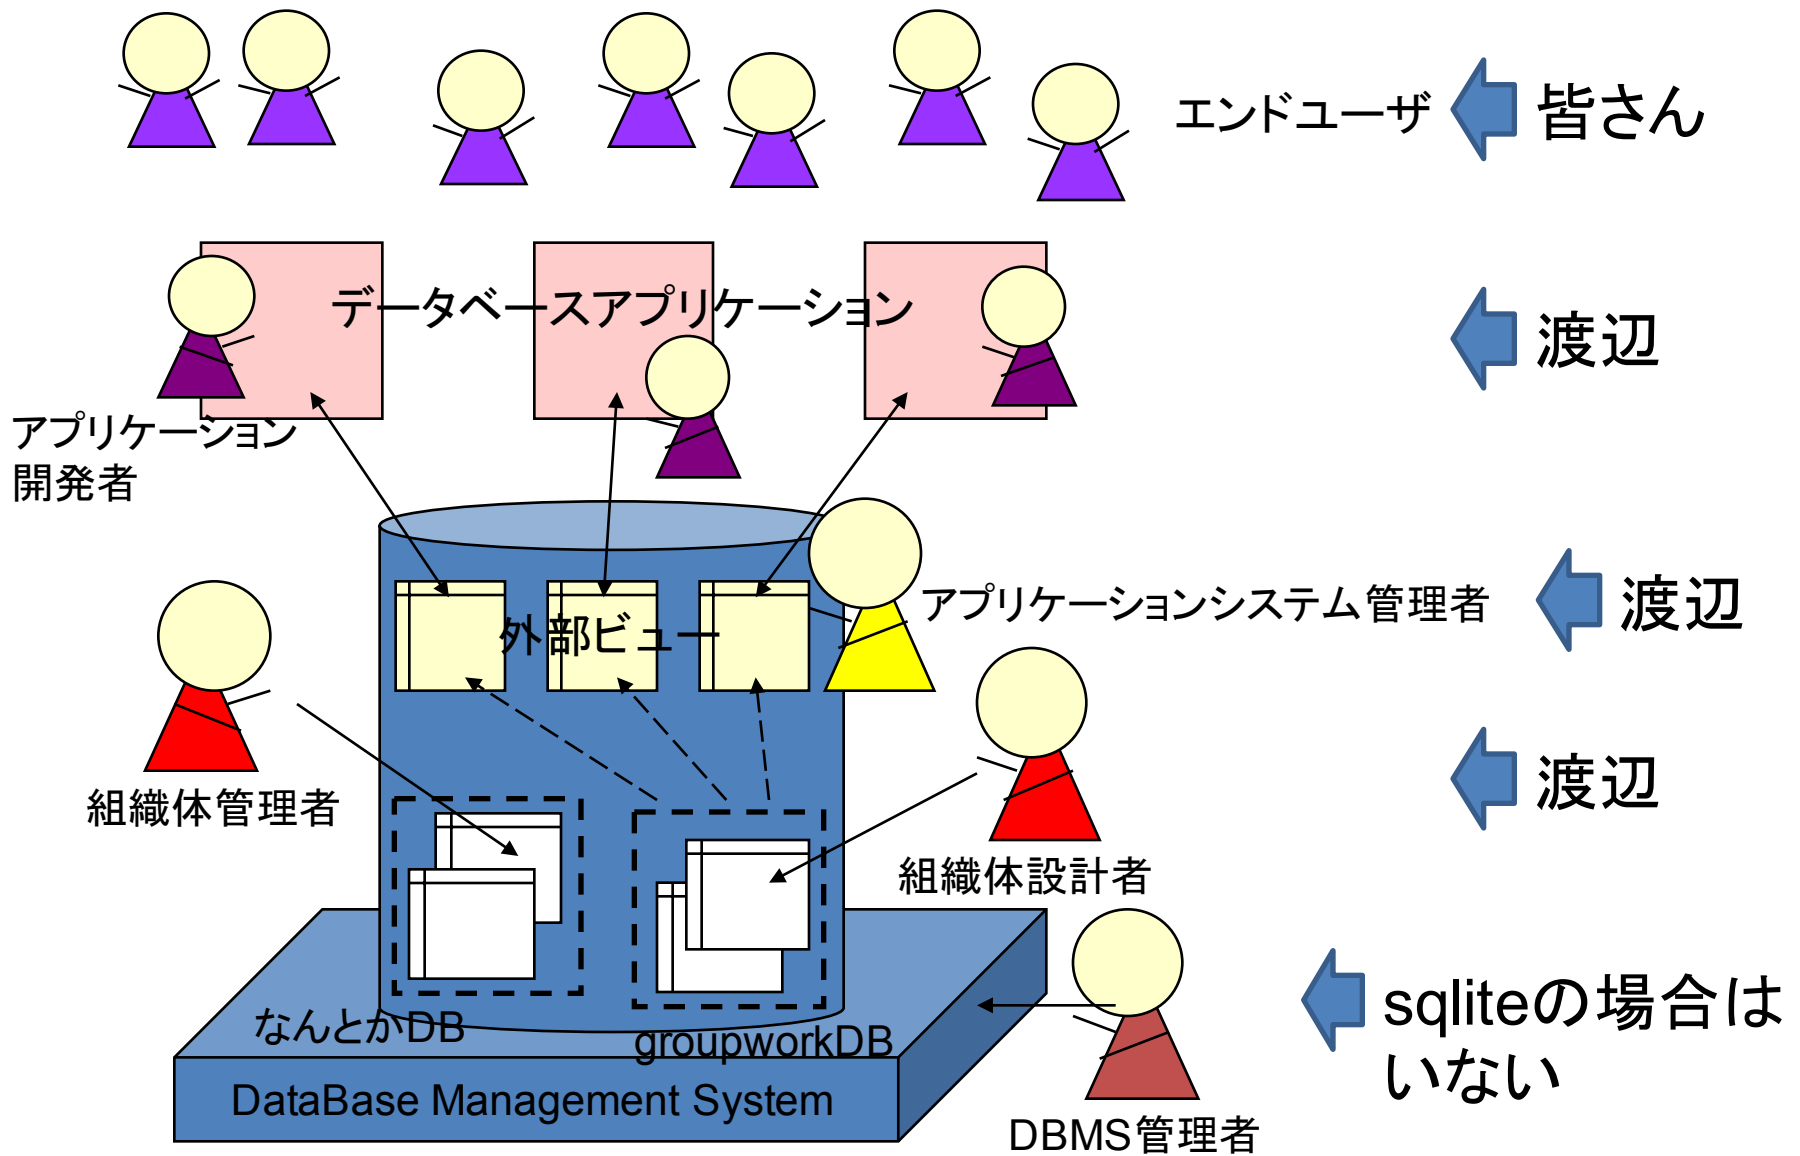 エンドユーザ
皆さん
データベースアプリケーション
渡辺
アプリケーション
開発者
アプリケーションシステム管理者
渡辺
外部ビュー
組織体管理者
渡辺
組織体設計者
なんとかDB
groupworkDB
sqliteの場合は
いない
DataBase Management System
DBMS管理者